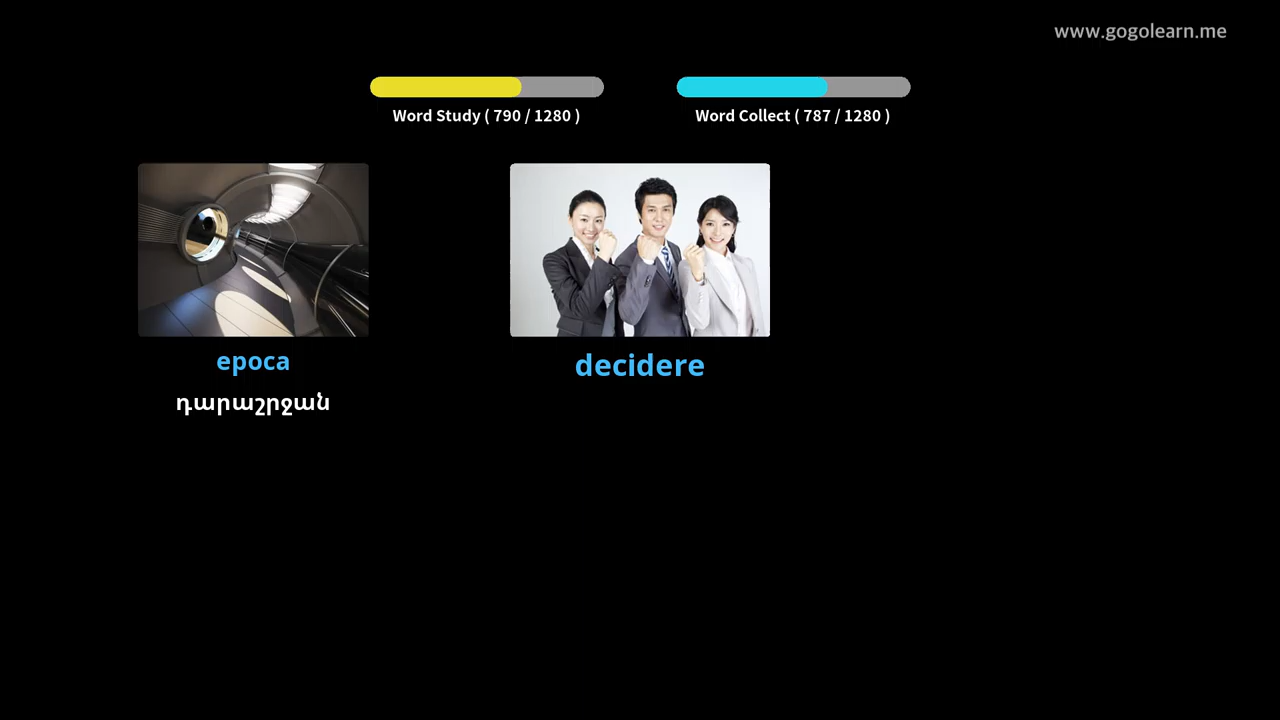 www.gogolearn.me
Word Study ( 790 / 1280 )
Word Collect ( 787 / 1280 )
epoca
դարաշրջան
decidere